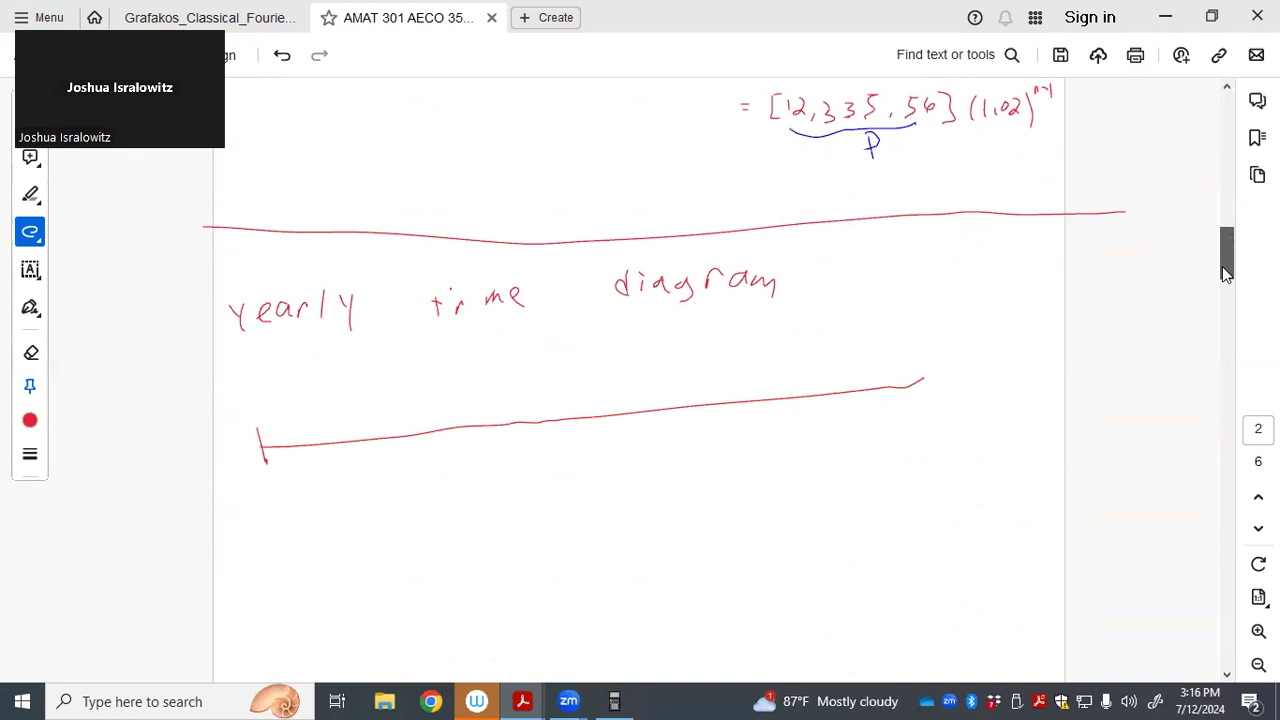 Menu
Grafakos_Classical_Fourie...
AMAT 301 AECO 35...
Create
Sign in
gn
Find text or tools
Joshua Isralowitz
Joshua Isralowitz
= [12,335.56] (1.02)^n-1
P
yearly time diagram
2
6
Type here to search
87°F Mostly cloudy
3:16 PM
7/12/2024
2